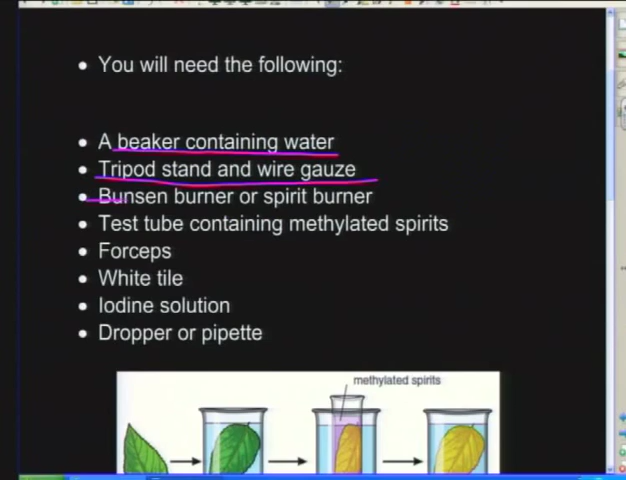 You will need the following:
A beaker containing water
Tripod stand and wire gauze
Bunsen burner or spirit burner
Test tube containing methylated spirits
Forceps
White tile
Iodine solution
Dropper or pipette
methylated spirits